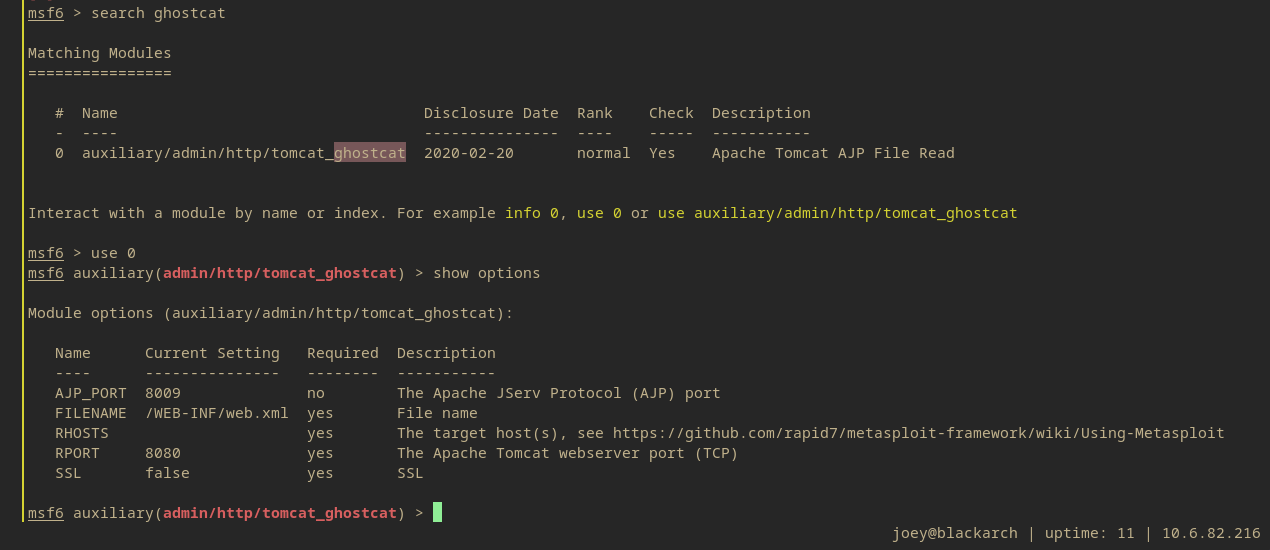 msf6 > search ghostcat
Matching Modules
================
#  Name                                  Disclosure Date  Rank    Check  Description
-  ----                                  ---------------  ----    -----  -----------
0  auxiliary/admin/http/tomcat_ghostcat  2020-02-20       normal  Yes    Apache Tomcat AJP File Read
Interact with a module by name or index. For example info 0, use 0 or use auxiliary/admin/http/tomcat_ghostcat
msf6 > use 0
msf6 auxiliary(admin/http/tomcat_ghostcat) > show options
Module options (auxiliary/admin/http/tomcat_ghostcat):
Name      Current Setting  Required  Description
----      ---------------  --------  -----------
AJP_PORT  8009             no        The Apache JServ Protocol (AJP) port
FILENAME  /WEB-INF/web.xml  yes       File name
RHOSTS                     yes       The target host(s), see https://github.com/rapid7/metasploit-framework/wiki/Using-Metasploit
RPORT     8080             yes       The Apache Tomcat webserver port (TCP)
SSL       false            yes       SSL
msf6 auxiliary(admin/http/tomcat_ghostcat) >
joey@blackarch | uptime: 11 | 10.6.82.216